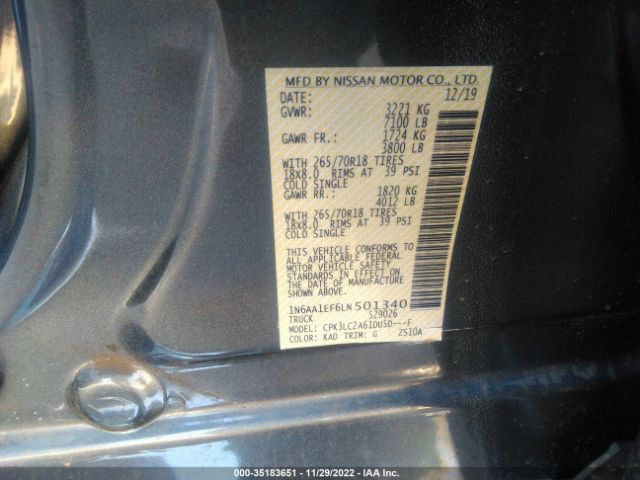 MFD BY NISSAN MOTOR CO., LTD.
DATE: 12/19
GVWR: 3221 KG
7100 LB
GAWR FR.: 1724 KG
3800 LB
WITH 265/70R18 TIRES
18x8.0 RIMS AT 39 PSI
COLD SINGLE
GAWR RR.: 1820 KG
4012 LB
WITH 265/70R18 TIRES
18x8.0 RIMS AT 39 PSI
COLD SINGLE
THIS VEHICLE CONFORMS TO
ALL APPLICABLE FEDERAL
MOTOR VEHICLE SAFETY
STANDARDS IN EFFECT ON
THE DATE OF MANUFACTURE
SHOWN ABOVE.
1N6AA1EF6LN501340
TRUCK 529026
MODEL: CPK3LC2A61DU5D---F
COLOR: KAD TRIM: G 2S10A
000-35183651 - 11/29/2022 - IAA Inc.